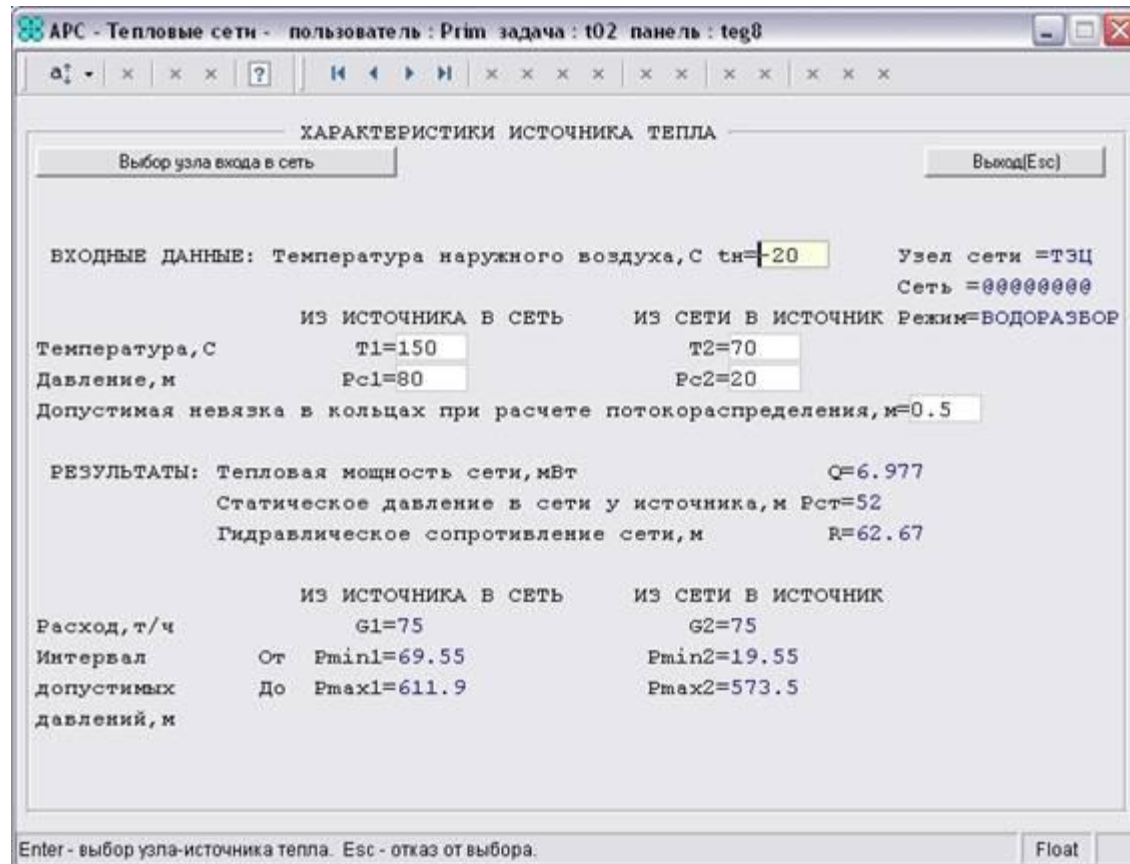 АРС - Тепловые сети -  пользователь : Prim  задача : t02  панель : teg8
ХАРАКТЕРИСТИКИ ИСТОЧНИКА ТЕПЛА
Выбор узла входа в сеть Выход(Esc)
ВХОДНЫЕ ДАННЫЕ: Температура наружного воздуха,С tн=-20 Узел сети =ТЭЦ
Сеть =@@@@@@@@
ИЗ ИСТОЧНИКА В СЕТЬ ИЗ СЕТИ В ИСТОЧНИК Режим=ВОДОРАЗБОР
Температура,С T1=150 T2=70
Давление,м Pc1=80 Pc2=20
Допустимая невязка в кольцах при расчете потокораспределения,м=0.5
РЕЗУЛЬТАТЫ: Тепловая мощность сети,мВт Q=6.977
Статическое давление в сети у источника,м Рст=52
Гидравлическое сопротивление сети,м R=62.67
ИЗ ИСТОЧНИКА В СЕТЬ ИЗ СЕТИ В ИСТОЧНИК
Расход,т/ч G1=75 G2=75
Интервал От Pmin1=69.55 Pmin2=19.55
допустимых До Pmax1=611.9 Pmax2=573.5
давлений,м
Enter - выбор узла-источника тепла. Esc - отказ от выбора. Float